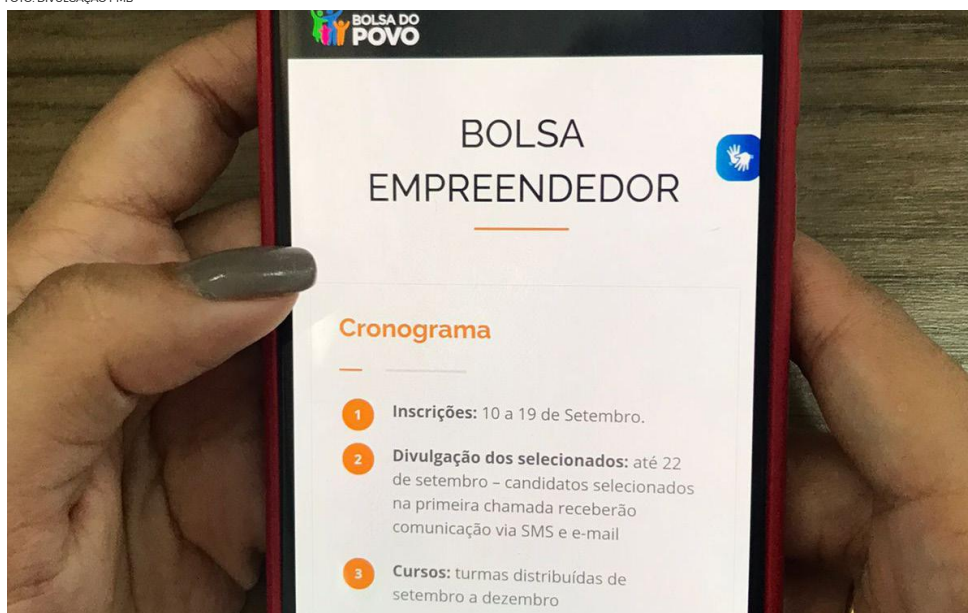 BOLSA DO
POVO
BOLSA
EMPREENDEDOR
Cronograma
1 Inscrições: 10 a 19 de Setembro.
2 Divulgação dos selecionados: até 22
de setembro – candidatos selecionados
na primeira chamada receberão
comunicação via SMS e e-mail
3 Cursos: turmas distribuídas de
setembro a dezembro